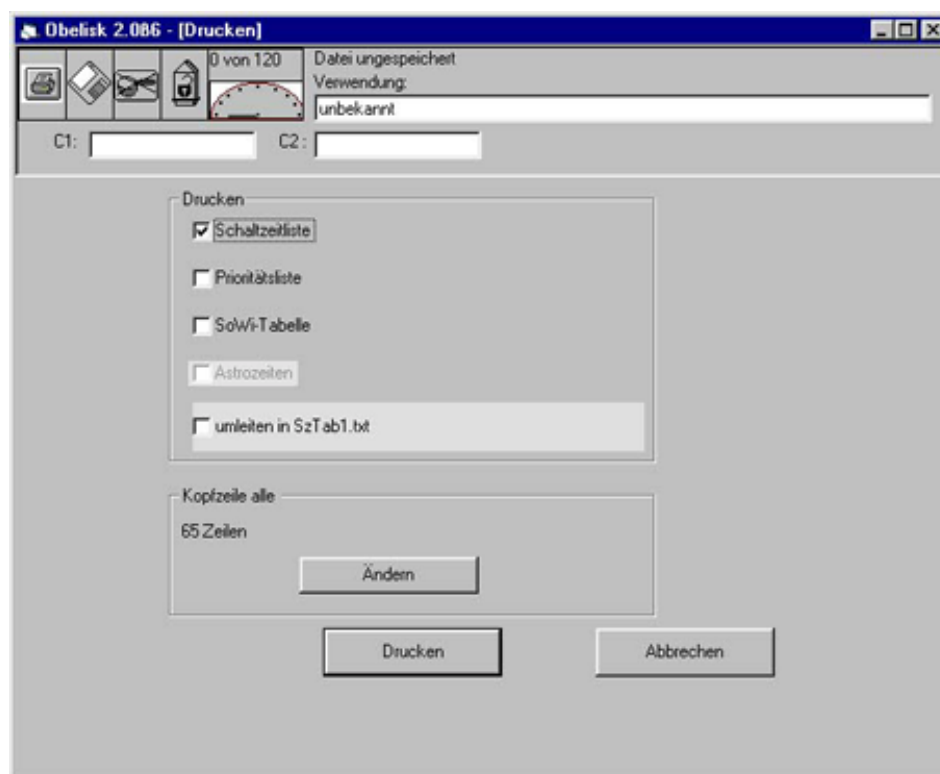 Obelisk 2.086 - [Drucken]
0 von 120
Datei ungespeichert
Verwendung:
unbekannt
C1:
C2 :
Drucken
Schaltzeitliste
Prioritätsliste
SoWi-Tabelle
Astrozeiten
umleiten in SzTab1.txt
Kopfzeile alle
65 Zeilen
Ändern
Drucken
Abbrechen